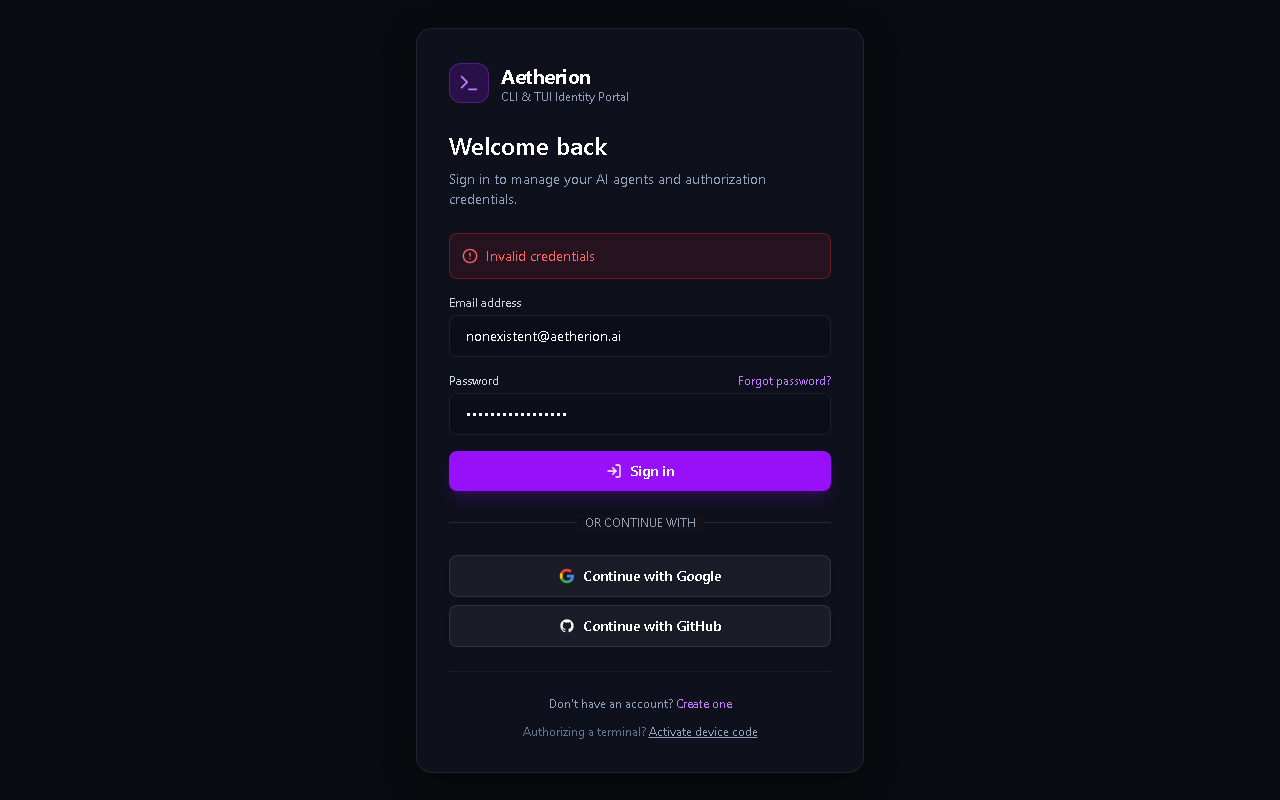 Aetherion
CLI & TUI Identity Portal
Welcome back
Sign in to manage your AI agents and authorization
credentials.
Invalid credentials
Email address
nonexistent@aetherion.ai
Password
Forgot password?
•••••••••••••••••
Sign in
OR CONTINUE WITH
Continue with Google
Continue with GitHub
Don't have an account? Create one
Authorizing a terminal? Activate device code